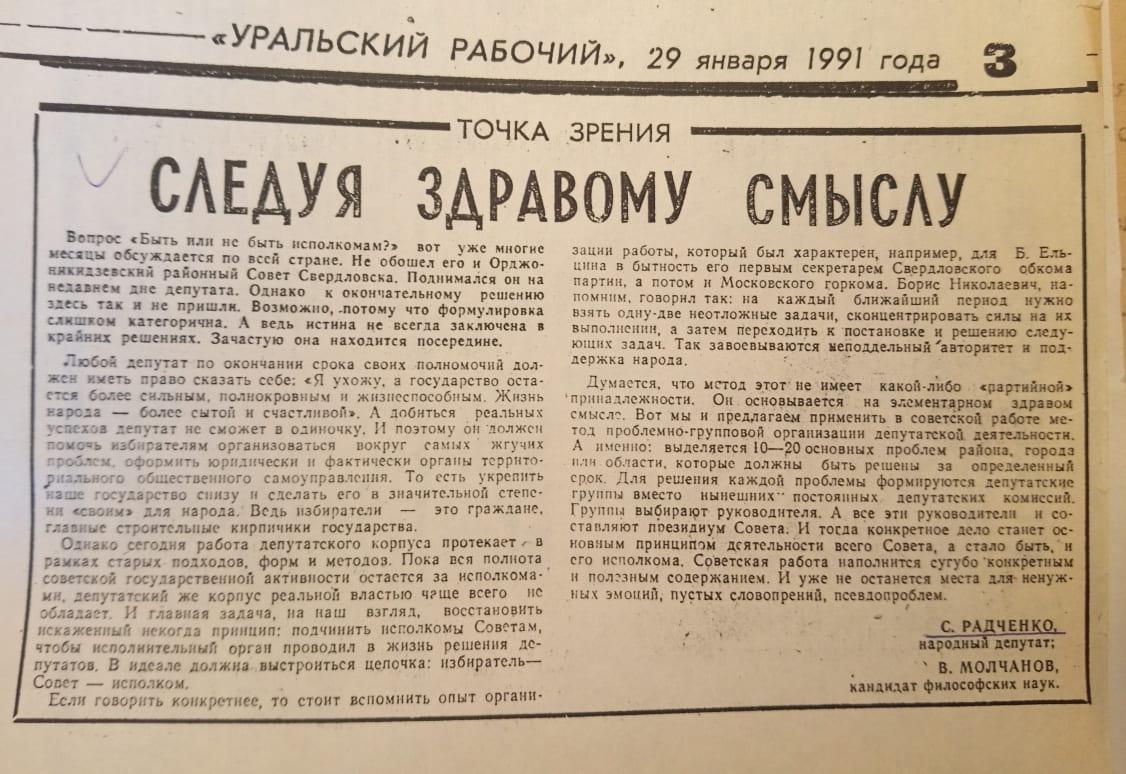 «УРАЛЬСКИЙ РАБОЧИЙ», 29 января 1991 года 3
ТОЧКА ЗРЕНИЯ
СЛЕДУЯ ЗДРАВОМУ СМЫСЛУ
Вопрос «Быть или не быть исполкомам?» вот уже многие
месяцы обсуждается по всей стране. Не обошел его и Орджо-
никидзевский районный Совет Свердловска. Поднимался он на
недавнем дне депутата. Однако к окончательному решению
здесь так и не пришли. Возможно, потому что формулировка
слишком категорична. А ведь истина не всегда заключена в
крайних решениях. Зачастую она находится посередине.
Любой депутат по окончании срока своих полномочий дол-
жен иметь право сказать себе: «Я ухожу, а государство оста-
ется более сильным, полнокровным и жизнеспособным. Жизнь
народа — более сытой и счастливой». А добиться реальных
успехов депутат не сможет в одиночку. И поэтому он должен
помочь избирателям организоваться вокруг самых жгучих
проблем, оформить юридически и фактически органы террито-
риального общественного самоуправления. То есть укрепить
наше государство снизу и сделать его в значительной степе-
ни «своим» для народа. Ведь избиратели — это граждане,
главные строительные кирпичики государства.
Однако сегодня работа депутатского корпуса протекает в
рамках старых подходов, форм и методов. Пока вся полнота
советской государственной активности остается за исполкома-
ми, депутатский же корпус реальной властью чаще всего не
обладает. И главная задача, на наш взгляд, восстановить
искаженный некогда принцип: подчинить исполкомы Советам,
чтобы исполнительный орган проводил в жизнь решения де-
путатов. В идеале должна выстроиться цепочка: избиратель—
Совет — исполком.
Если говорить конкретнее, то стоит вспомнить опыт органи-
зации работы, который был характерен, например, для Б. Ель-
цина в бытность его первым секретарем Свердловского обкома
партии, а потом и Московского горкома. Борис Николаевич, на-
помним, говорил так: на каждый ближайший период нужно
взять одну-две неотложные задачи, сконцентрировать силы на их
выполнении, а затем переходить к постановке и решению следу-
ющих задач. Так завоевываются неподдельный авторитет и под-
держка народа.
Думается, что метод этот не имеет какой-либо «партийной»
принадлежности. Он основывается на элементарном здравом
смысле. Вот мы и предлагаем применить в советской работе ме-
тод проблемно-групповой организации депутатской деятельности.
А именно: выделяется 10—20 основных проблем района, города
или области, которые должны быть решены за определенный
срок. Для решения каждой проблемы формируются депутатские
группы вместо нынешних постоянных депутатских комиссий.
Группы выбирают руководителя. А все эти руководители и со-
ставляют президиум Совета. И тогда конкретное дело станет ос-
новным принципом деятельности всего Совета, а стало быть, и
его исполкома. Советская работа наполнится сугубо конкретным
и полезным содержанием. И уже не останется места для ненуж-
ных эмоций, пустых словопрений, псевдопроблем.
С. РАДЧЕНКО,
народный депутат;
В. МОЛЧАНОВ,
кандидат философских наук.